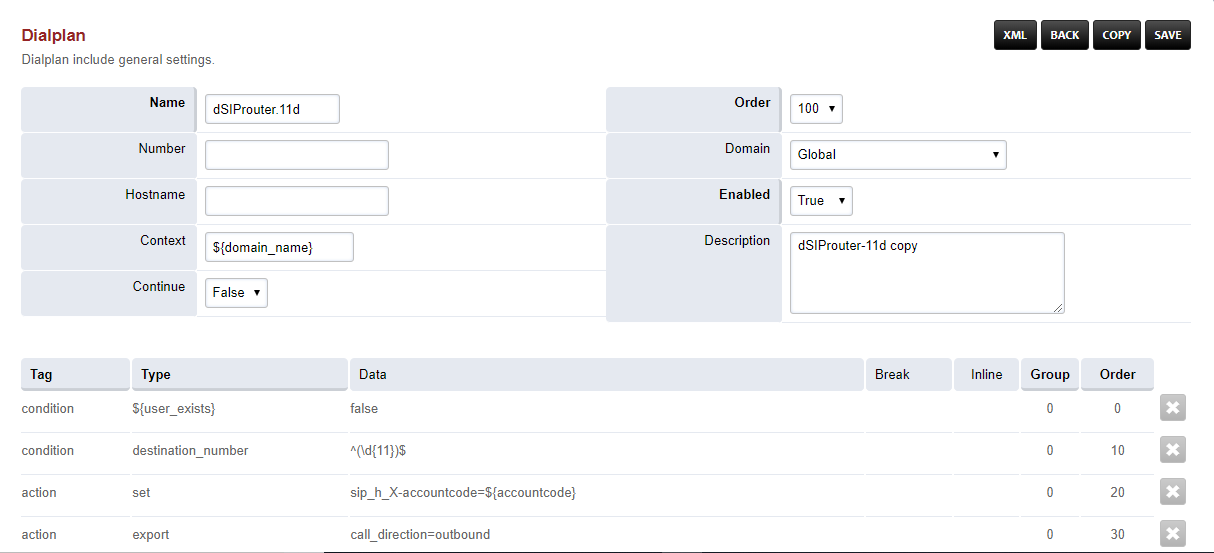 Dialplan
XML BACK COPY SAVE
Dialplan include general settings.
Name dSIProuter.11d Order 100
Number Domain Global
Hostname Enabled True
Context ${domain_name} Description dSIProuter-11d copy
Continue False
Tag Type Data Break Inline Group Order
condition ${user_exists} false 0 0
condition destination_number ^(\d{11})$ 0 10
action set sip_h_X-accountcode=${accountcode} 0 20
action export call_direction=outbound 0 30